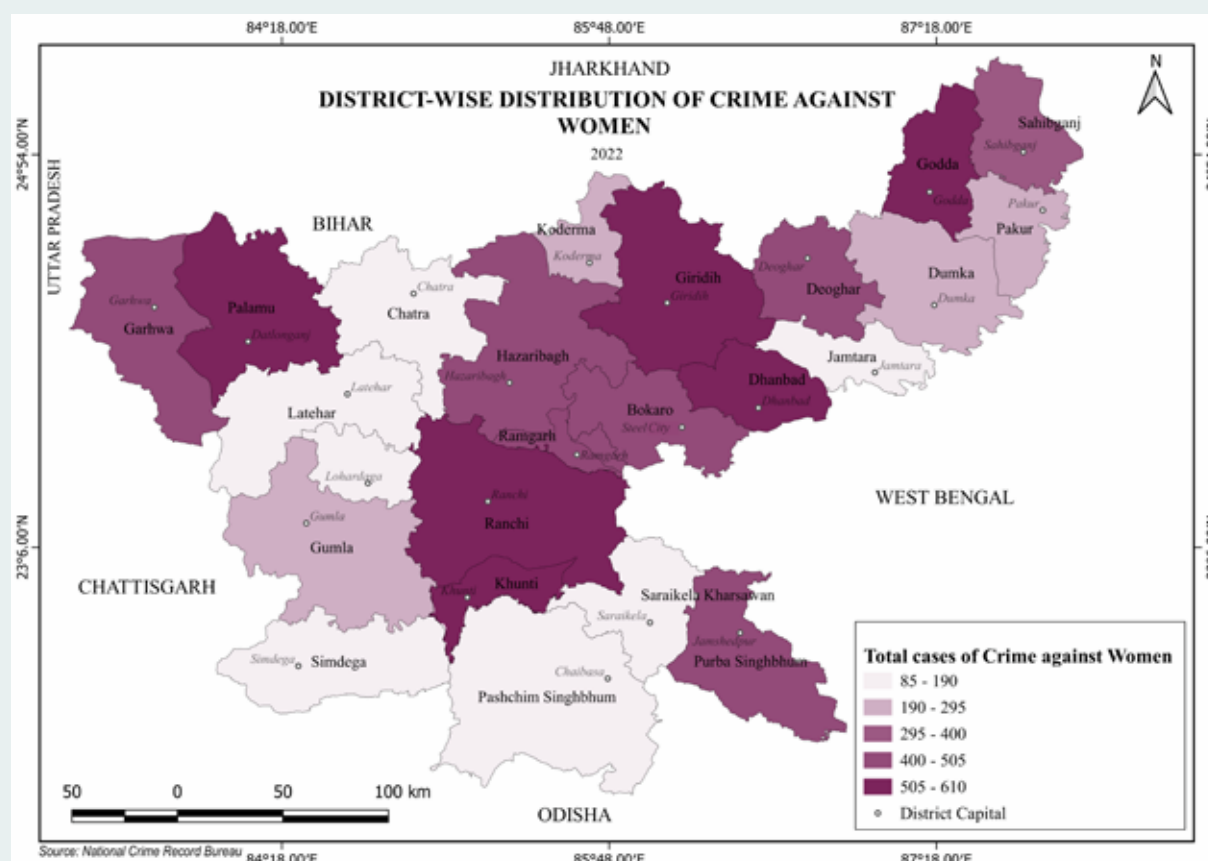 84°18.00'E 85°48.00'E 87°18.00'E
JHARKHAND
DISTRICT-WISE DISTRIBUTION OF CRIME AGAINST
WOMEN
2022
N
24°54.00'N
UTTAR PRADESH
BIHAR
Sahibganj
Sahibganj
Godda
Godda
Pakur
Pakur
Koderma
Koderma
Giridih
Giridih
Deoghar
Deoghar
Dumka
Dumka
Garhwa
Garhwa
Palamu
Daltonganj
Chatra
Chatra
Jamtara
Jamtara
Hazaribagh
Hazaribagh
Dhanbad
Dhanbad
Latehar
Latehar
Bokaro
Steel City
Ramgarh
Ramgarh
Lohardaga
Ranchi
Ranchi
WEST BENGAL
Gumla
Gumla
23°6.00'N
CHATTISGARH
Khunti
Khunti
Saraikela Kharsawan
Saraikela
Jamshedpur
Purba Singhbhum
Simdega
Simdega
Chaibasa
Pashchim Singhbhum
Total cases of Crime against Women
85 - 190
190 - 295
295 - 400
400 - 505
505 - 610
District Capital
50 0 50 100 km
ODISHA
Source: National Crime Record Bureau
84°18.00'E 85°48.00'E 87°18.00'E